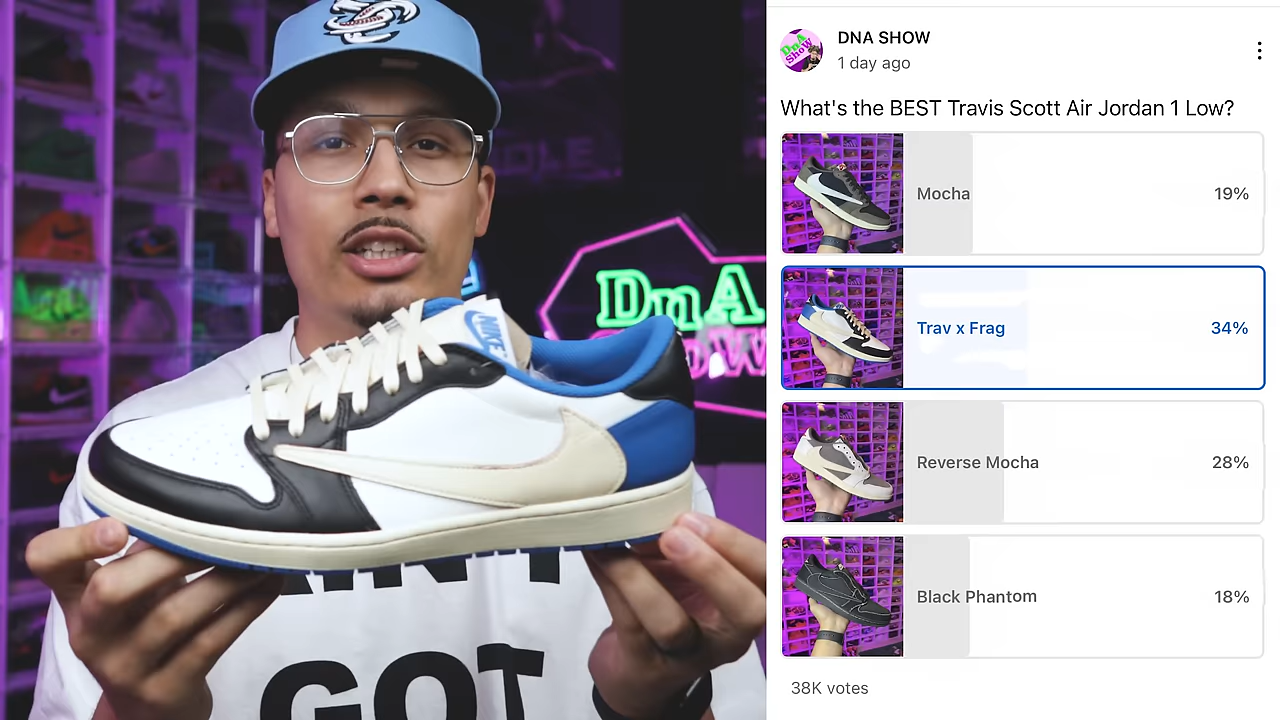 DnA
NIKE
GOT
DNA SHOW
1 day ago
What's the BEST Travis Scott Air Jordan 1 Low?
Mocha
19%
Trav x Frag
34%
Reverse Mocha
28%
Black Phantom
18%
38K votes